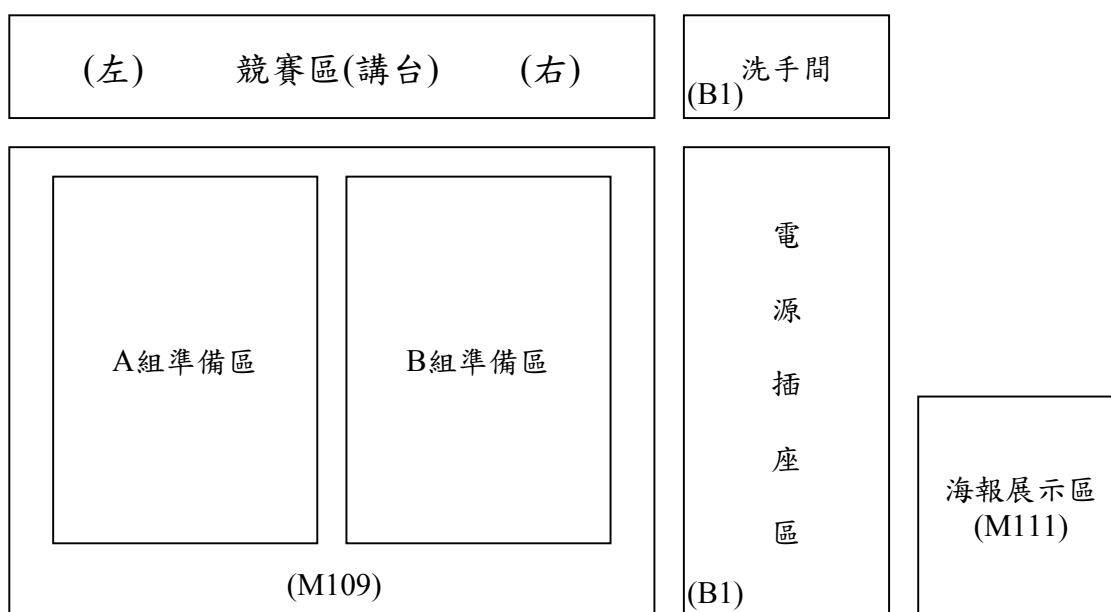 (左) 競賽區(講台) (右)
洗手間
(B1)
A組準備區
B組準備區
(M109)
電
源
插
座
區
(B1)
海報展示區
(M111)